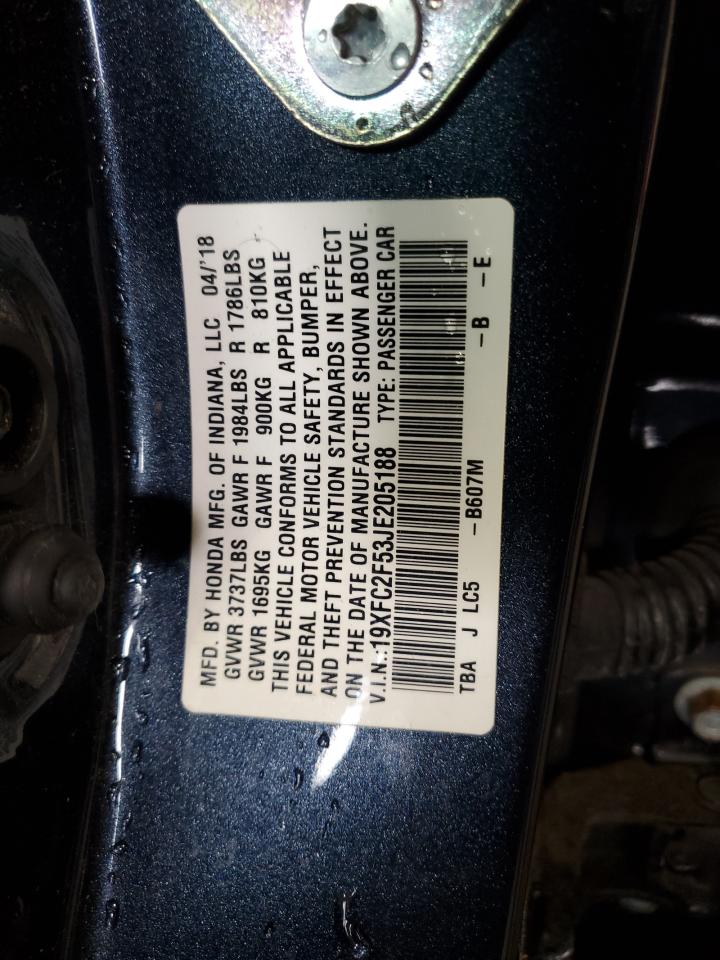 MFD. BY HONDA MFG. OF INDIANA, LLC 04/'18
GVWR 3737LBS GAWR F 1984LBS R 1786LBS
GVWR 1695KG GAWR F 900KG R 810KG
THIS VEHICLE CONFORMS TO ALL APPLICABLE
FEDERAL MOTOR VEHICLE SAFETY, BUMPER,
AND THEFT PREVENTION STANDARDS IN EFFECT
ON THE DATE OF MANUFACTURE SHOWN ABOVE.
V.I.N.:19XFC2F53JE205188 TYPE: PASSENGER CAR
TBA J LC5 -B607M -B -E